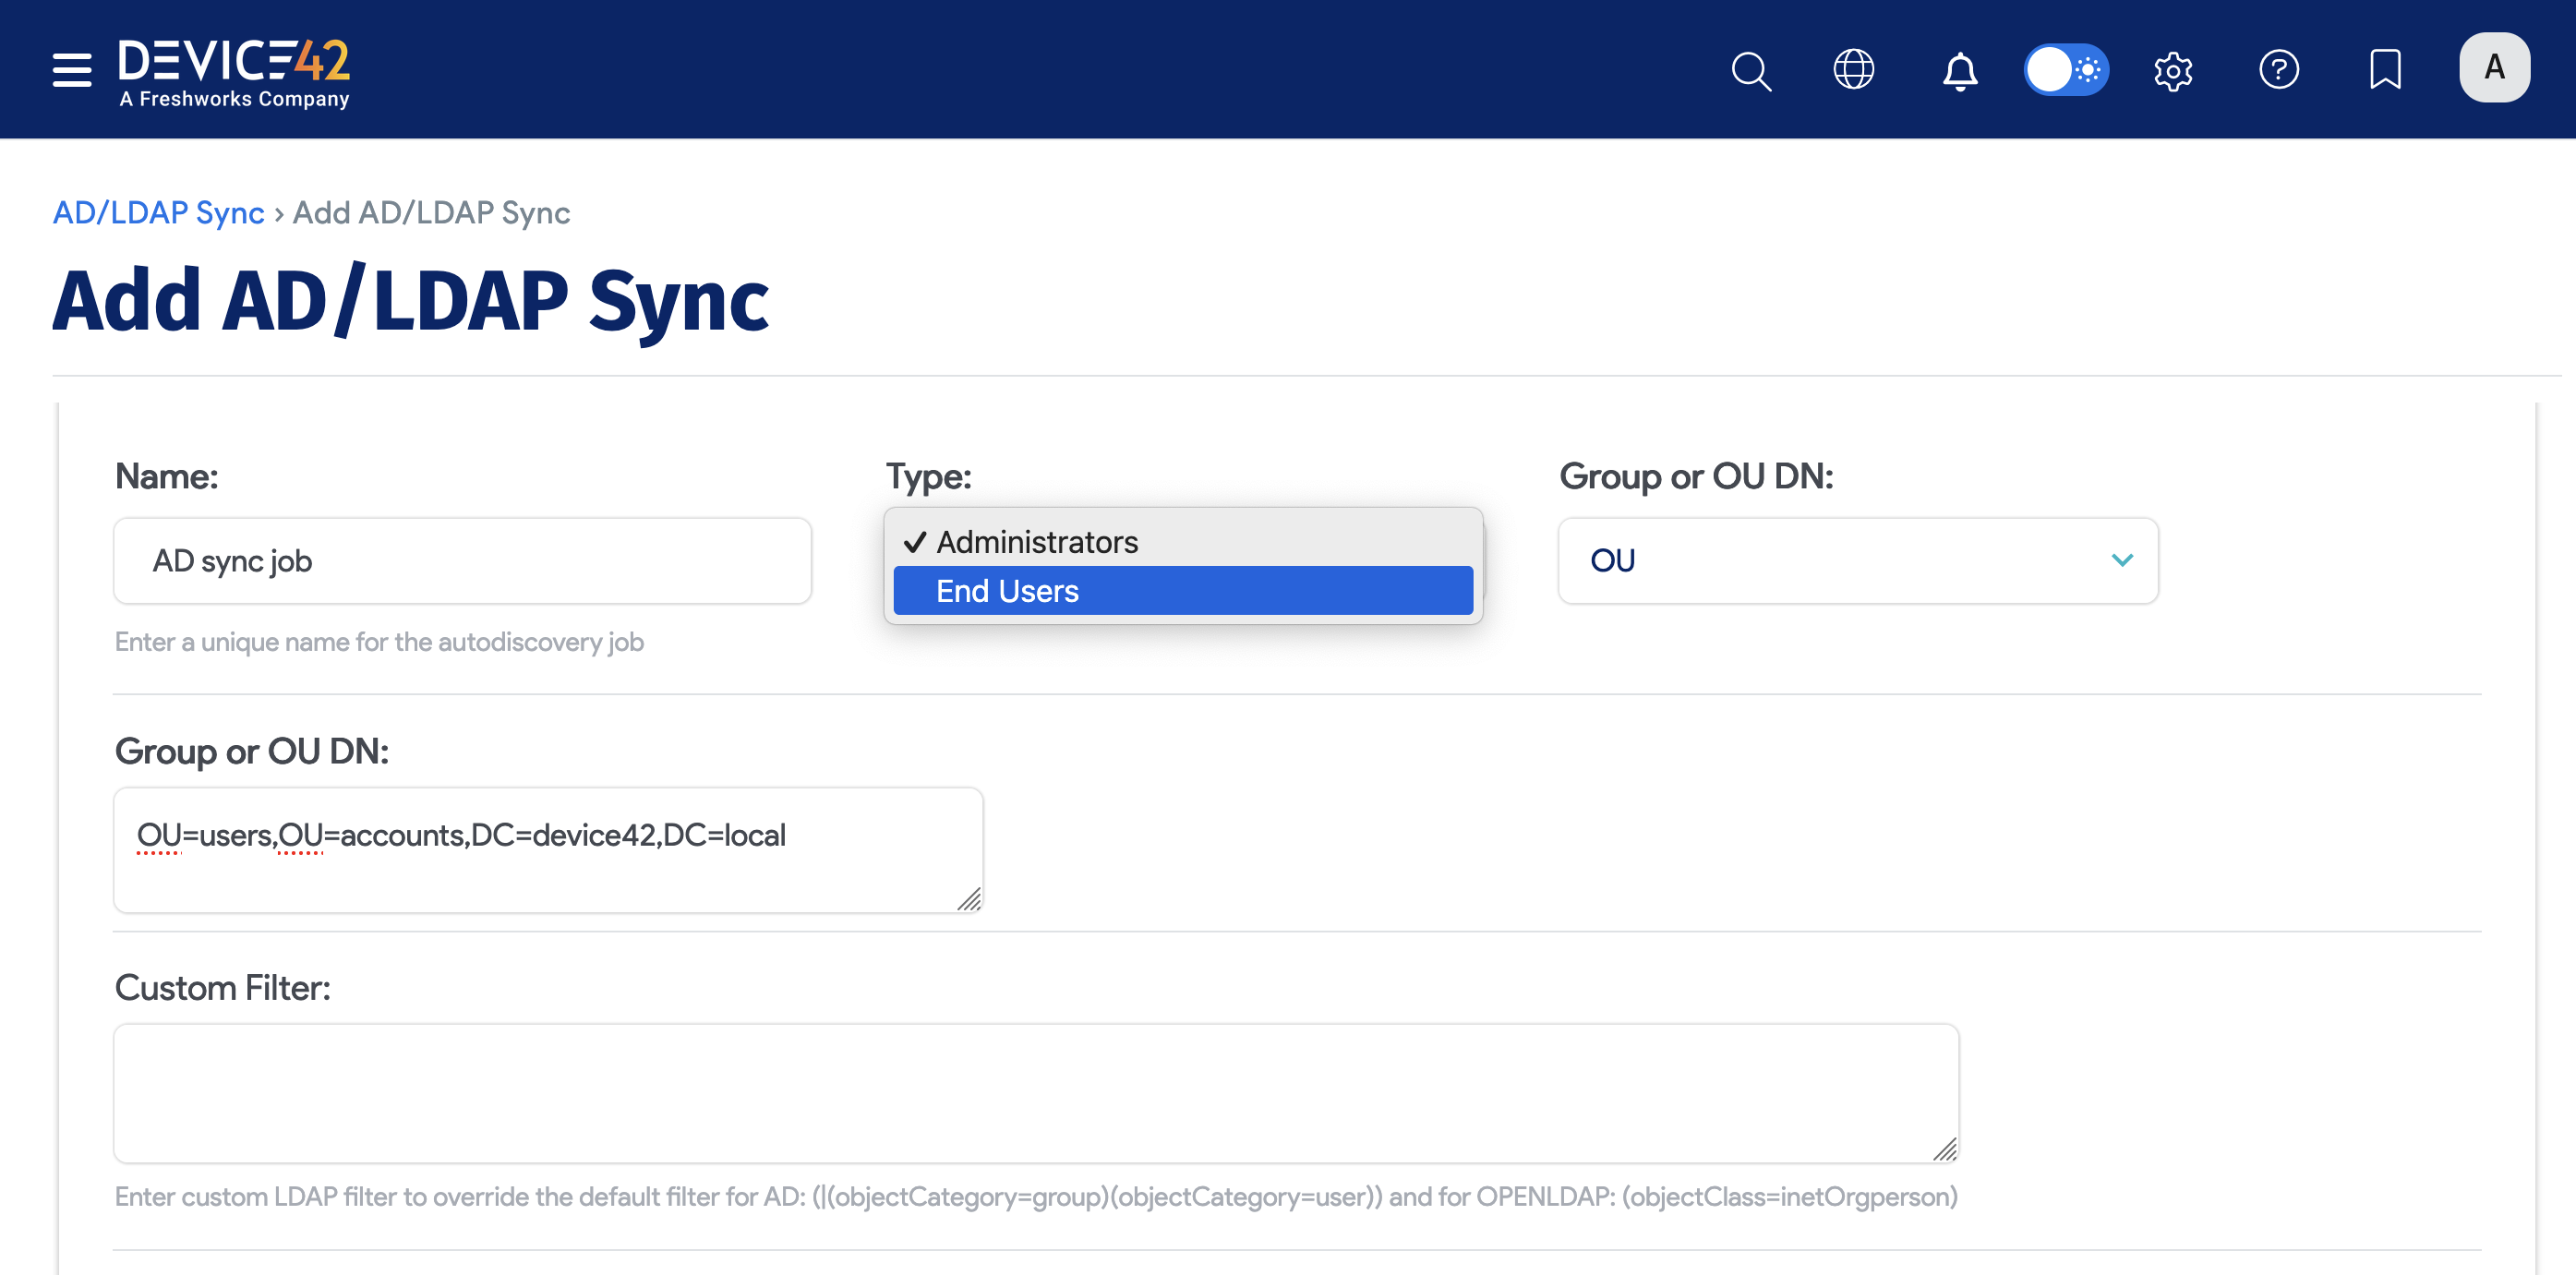 DEVICE42
A Freshworks Company
A
AD/LDAP Sync › Add AD/LDAP Sync
Add AD/LDAP Sync
Name:
Type:
Group or OU DN:
AD sync job
✓ Administrators
End Users
OU
Enter a unique name for the autodiscovery job
Group or OU DN:
OU=users,OU=accounts,DC=device42,DC=local
Custom Filter:
Enter custom LDAP filter to override the default filter for AD: (|(objectCategory=group)(objectCategory=user)) and for OPENLDAP: (objectClass=inetOrgperson)